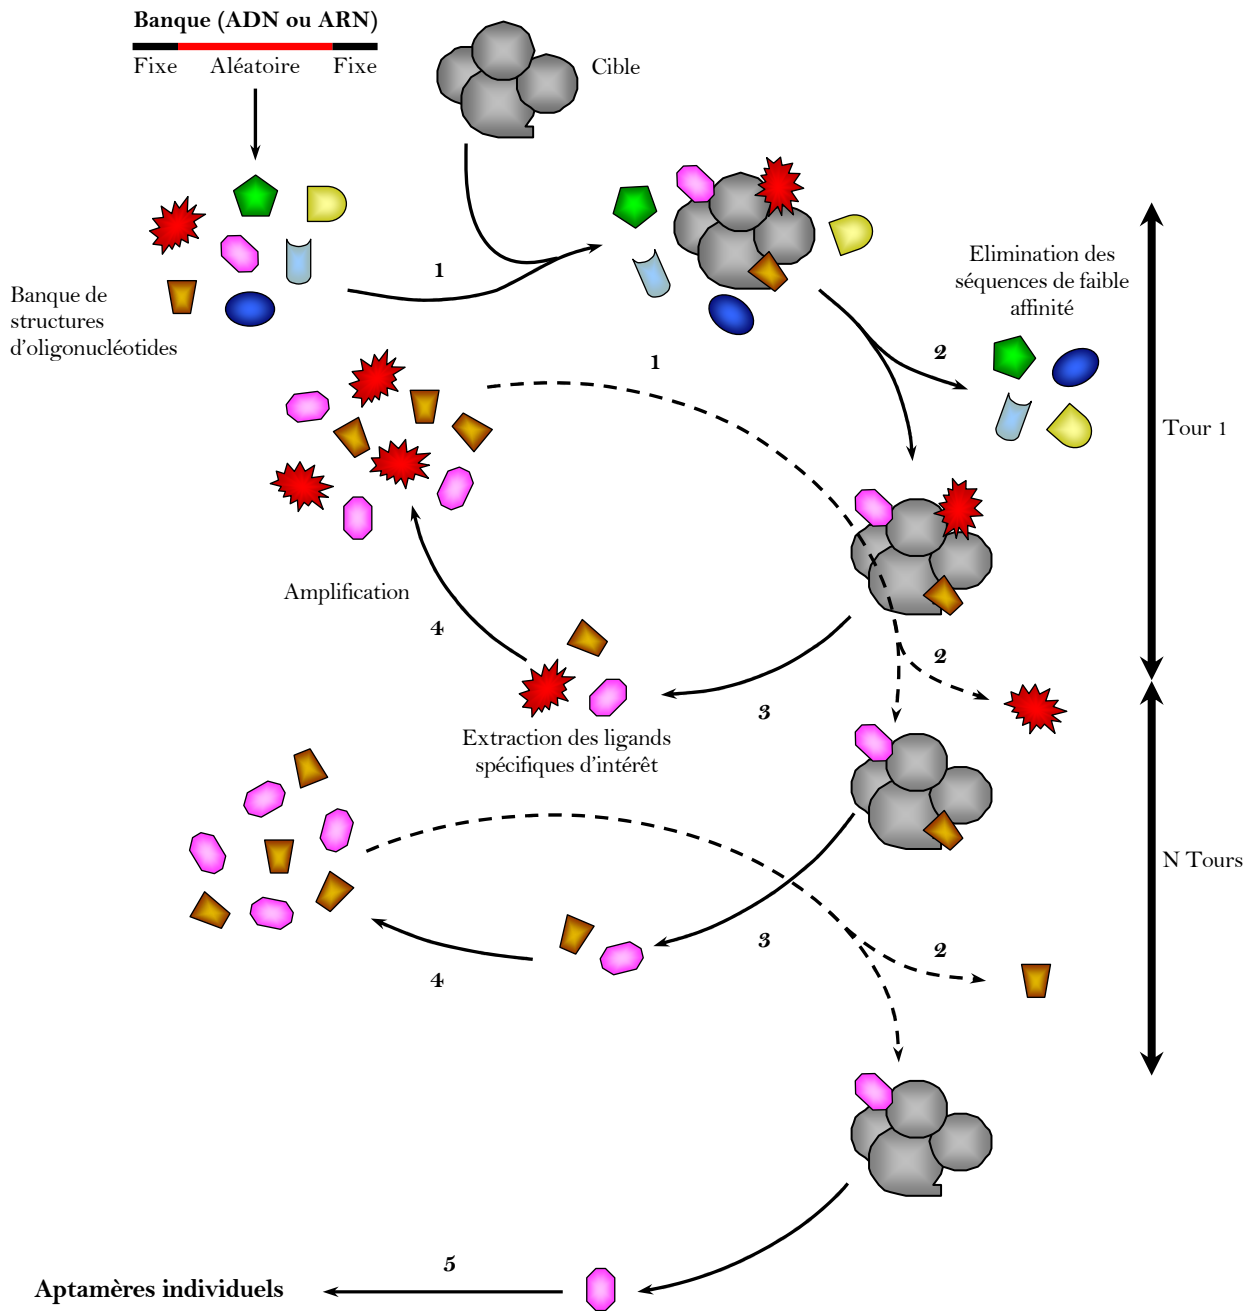 Banque (ADN ou ARN)
Fixe Aléatoire Fixe
Cible
Banque de
structures
d'oligonucléotides
1
Elimination des
séquences de faible
affinité
2
1
Tour 1
Amplification
4
2
3
Extraction des ligands
spécifiques d'intérêt
N Tours
3
2
4
5
Aptamères individuels